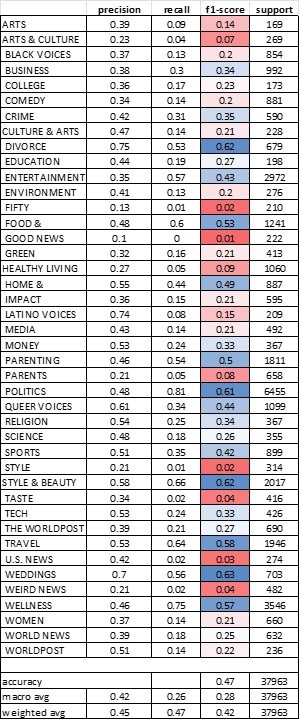 precision recall f1-score support
ARTS 0.39 0.09 0.14 169
ARTS & CULTURE 0.23 0.04 0.07 269
BLACK VOICES 0.37 0.13 0.2 854
BUSINESS 0.38 0.3 0.34 992
COLLEGE 0.36 0.17 0.23 173
COMEDY 0.34 0.14 0.2 881
CRIME 0.42 0.31 0.35 590
CULTURE & ARTS 0.47 0.14 0.21 228
DIVORCE 0.75 0.53 0.62 679
EDUCATION 0.44 0.19 0.27 198
ENTERTAINMENT 0.35 0.57 0.43 2972
ENVIRONMENT 0.41 0.13 0.2 276
FIFTY 0.13 0.01 0.02 210
FOOD & 0.48 0.6 0.53 1241
GOOD NEWS 0.1 0 0.01 222
GREEN 0.32 0.16 0.21 413
HEALTHY LIVING 0.27 0.05 0.09 1060
HOME & 0.55 0.44 0.49 887
IMPACT 0.36 0.15 0.21 595
LATINO VOICES 0.74 0.08 0.15 209
MEDIA 0.43 0.14 0.21 492
MONEY 0.53 0.24 0.33 367
PARENTING 0.46 0.54 0.5 1811
PARENTS 0.21 0.05 0.08 658
POLITICS 0.48 0.81 0.61 6455
QUEER VOICES 0.61 0.34 0.44 1099
RELIGION 0.54 0.25 0.34 367
SCIENCE 0.48 0.18 0.26 355
SPORTS 0.51 0.35 0.42 899
STYLE 0.21 0.01 0.02 314
STYLE & BEAUTY 0.58 0.66 0.62 2017
TASTE 0.34 0.02 0.04 416
TECH 0.53 0.24 0.33 426
THE WORLDPOST 0.39 0.21 0.27 690
TRAVEL 0.53 0.64 0.58 1946
U.S. NEWS 0.42 0.02 0.03 274
WEDDINGS 0.7 0.56 0.63 703
WEIRD NEWS 0.21 0.02 0.04 482
WELLNESS 0.46 0.75 0.57 3546
WOMEN 0.37 0.14 0.21 660
WORLD NEWS 0.39 0.18 0.25 632
WORLDPOST 0.51 0.14 0.22 236
accuracy 0.47 37963
macro avg 0.42 0.26 0.28 37963
weighted avg 0.45 0.47 0.42 37963